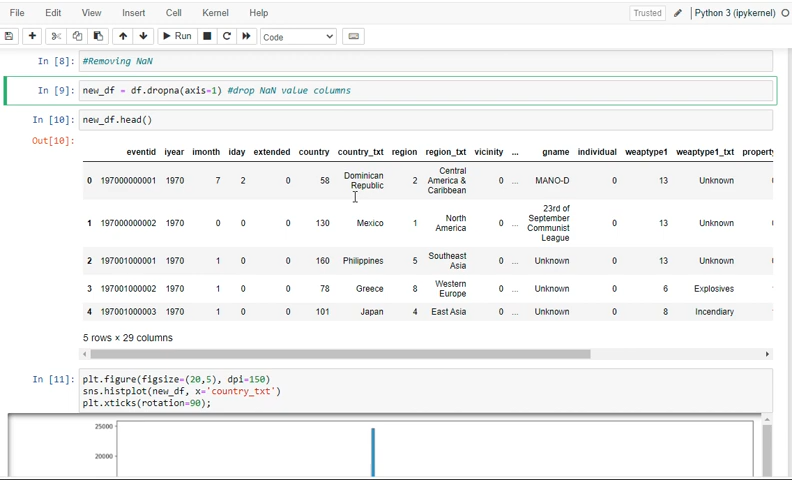 File Edit View Insert Cell Kernel Help Trusted Python 3 (ipykernel)
Run Code
In [8]: #Removing NaN
In [9]: new_df = df.dropna(axis=1) #drop NaN value columns
In [10]: new_df.head()
Out[10]:
eventid iyear imonth iday extended country country_txt region region_txt vicinity ... gname individual weaptype1 weaptype1_txt property
0 197000000001 1970 7 2 0 58 Dominican Republic 2 Central America & Caribbean 0 ... MANO-D 0 13 Unknown
1 197000000002 1970 0 0 0 130 Mexico 1 North America 0 ... 23rd of September Communist League 0 13 Unknown
2 197001000001 1970 1 0 0 160 Philippines 5 Southeast Asia 0 ... Unknown 0 13 Unknown
3 197001000002 1970 1 0 0 78 Greece 8 Western Europe 0 ... Unknown 0 6 Explosives
4 197001000003 1970 1 0 0 101 Japan 4 East Asia 0 ... Unknown 0 8 Incendiary
5 rows × 29 columns
In [11]: plt.figure(figsize=(20,5), dpi=150)
sns.histplot(new_df, x='country_txt')
plt.xticks(rotation=90);
25000
20000